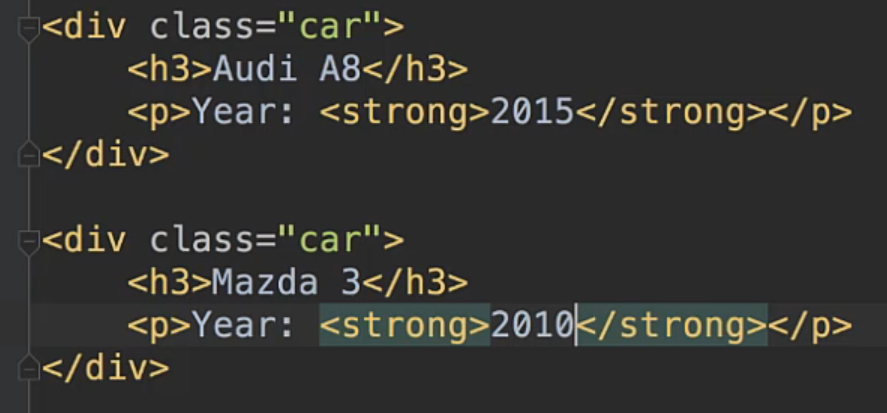 <div class="car">
    <h3>Audi A8</h3>
    <p>Year: <strong>2015</strong></p>
</div>

<div class="car">
    <h3>Mazda 3</h3>
    <p>Year: <strong>2010</strong></p>
</div>